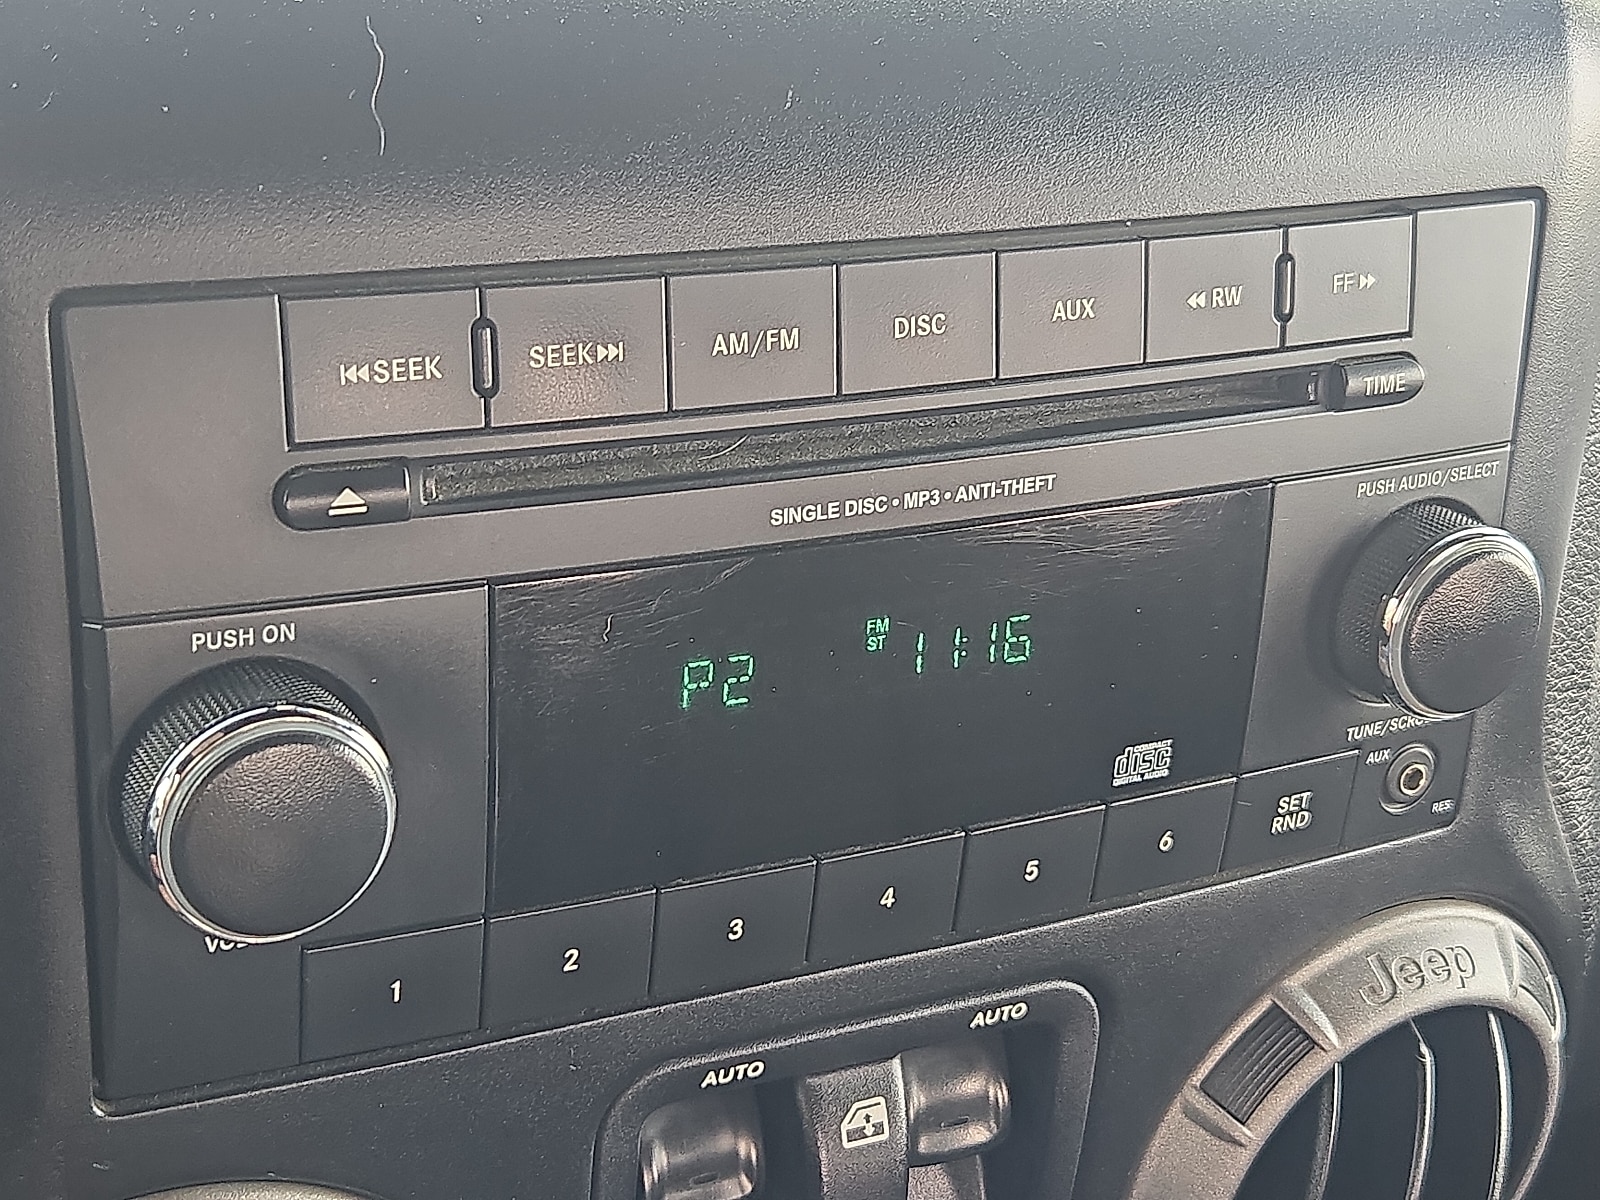 SEEK
SEEK
AM/FM
DISC
AUX
RW
FF
TIME
SINGLE DISC • MP3 • ANTI-THEFT
PUSH AUDIO/SELECT
PUSH ON
P2
FM
ST
11:16
COMPACT
disc
DIGITAL AUDIO
AUX
RES
SET
RND
1
2
3
4
5
6
Jeep
AUTO
AUTO